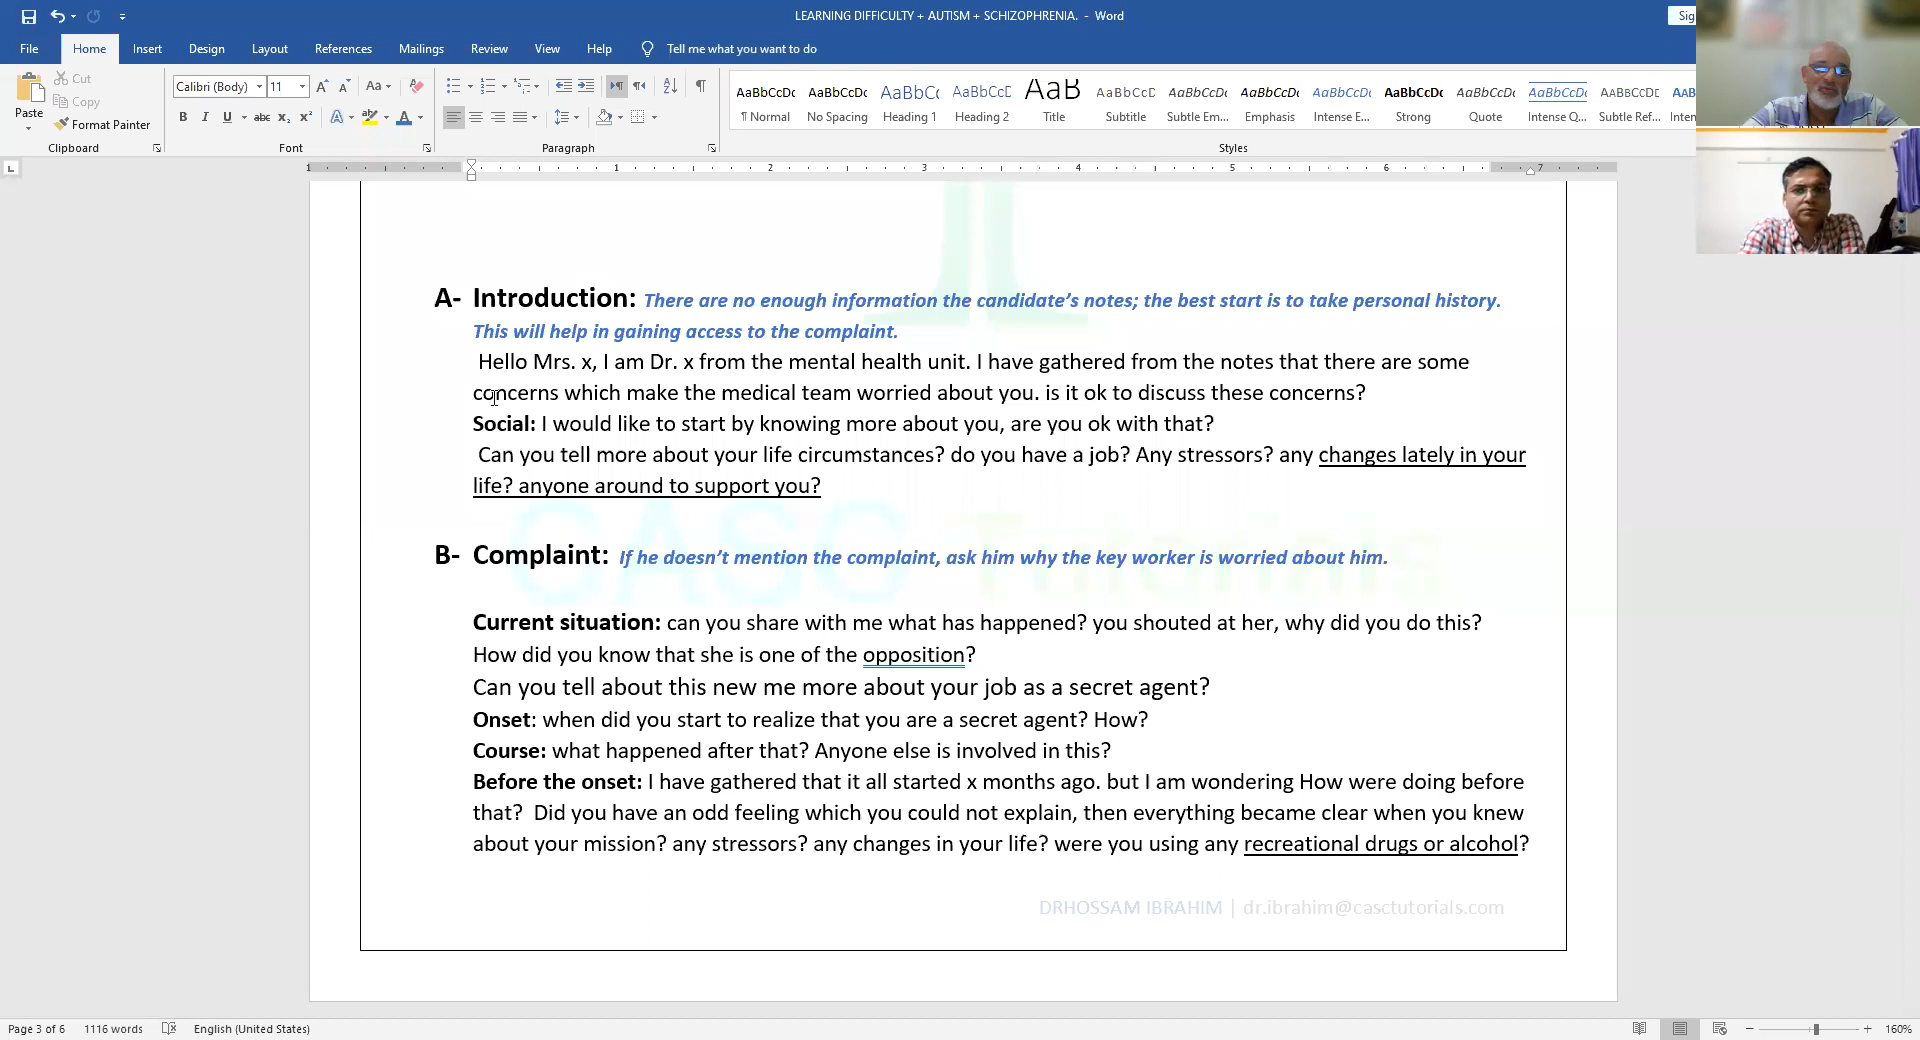 LEARNING DIFFICULTY + AUTISM + SCHIZOPHRENIA. - Word
Sig
File Home Insert Design Layout References Mailings Review View Help Tell me what you want to do
Paste
Cut
Copy
Format Painter
Clipboard
Calibri (Body) 11
Font
Paragraph
AaBbCcDc AaBbCcDc AaBbCc AaBbCcD AaB AaBbCcD AaBbCcDc AaBbCcDc AaBbCcDc AaBbCcDc AaBbCcDc AaBbCcDc AABBCCDE AAB
¶ Normal No Spacing Heading 1 Heading 2 Title Subtitle Subtle Em... Emphasis Intense E... Strong Quote Intense Q... Subtle Ref... Inten
Styles
1 1 2 3 4 5 6 7
A- Introduction: There are no enough information the candidate’s notes; the best start is to take personal history.
This will help in gaining access to the complaint.
Hello Mrs. x, I am Dr. x from the mental health unit. I have gathered from the notes that there are some
concerns which make the medical team worried about you. is it ok to discuss these concerns?
Social: I would like to start by knowing more about you, are you ok with that?
Can you tell more about your life circumstances? do you have a job? Any stressors? any changes lately in your
life? anyone around to support you?
CASC Tutorials
B- Complaint: If he doesn’t mention the complaint, ask him why the key worker is worried about him.
Current situation: can you share with me what has happened? you shouted at her, why did you do this?
How did you know that she is one of the opposition?
Can you tell about this new me more about your job as a secret agent?
Onset: when did you start to realize that you are a secret agent? How?
Course: what happened after that? Anyone else is involved in this?
Before the onset: I have gathered that it all started x months ago. but I am wondering How were doing before
that? Did you have an odd feeling which you could not explain, then everything became clear when you knew
about your mission? any stressors? any changes in your life? were you using any recreational drugs or alcohol?
DRHOSSAM IBRAHIM | dr.ibrahim@casctutorials.com
Page 3 of 6 1116 words English (United States) 160%